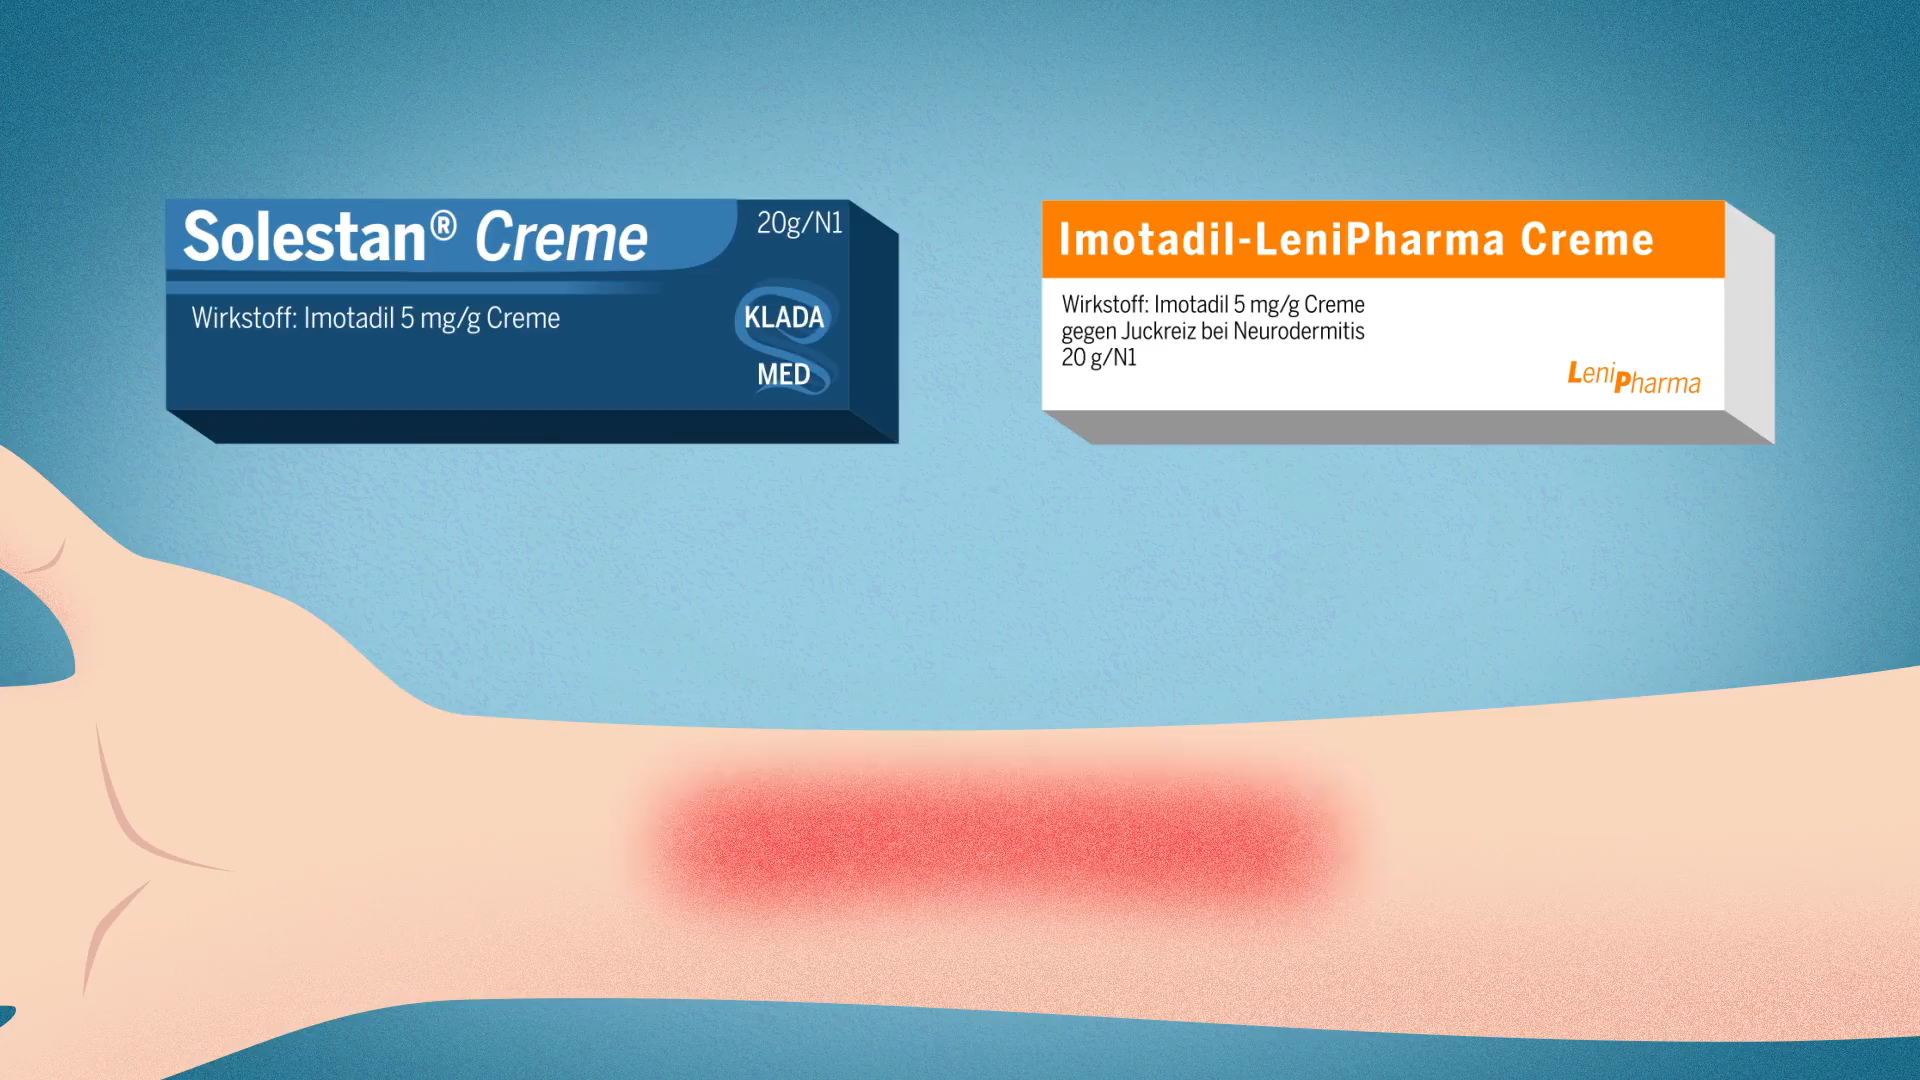 Solestan® Creme
20g/N1
Wirkstoff: Imotadil 5 mg/g Creme
KLADA
MED
Imotadil-LeniPharma Creme
Wirkstoff: Imotadil 5 mg/g Creme
gegen Juckreiz bei Neurodermitis
20 g/N1
LeniPharma